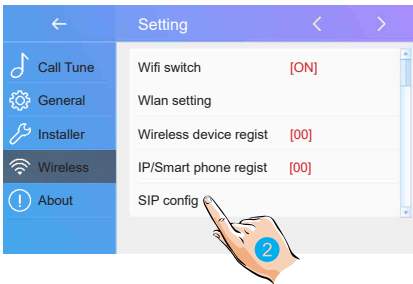 Setting
Call Tune
General
Installer
Wireless
About
Wifi switch [ON]
Wlan setting
Wireless device regist [00]
IP/Smart phone regist [00]
SIP config
2